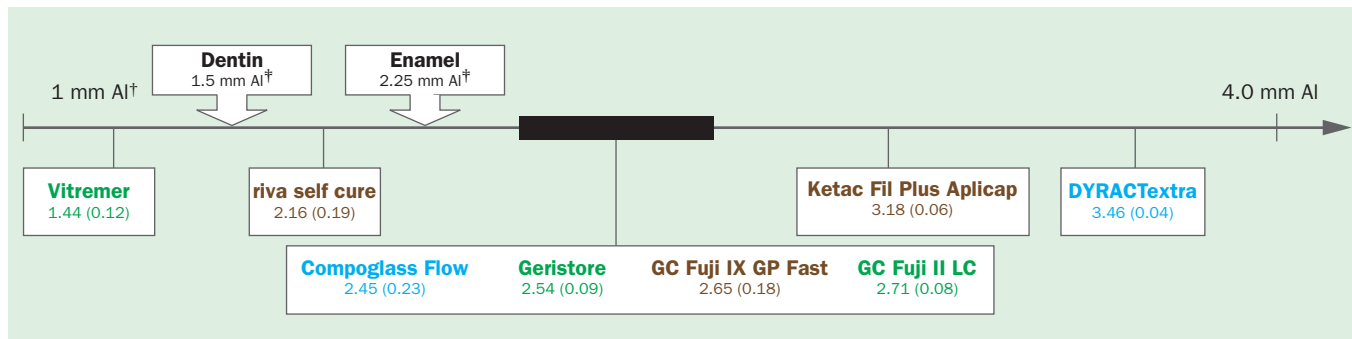 Dentin
1.5 mm Al‡
Enamel
2.25 mm Al‡
1 mm Al†
4.0 mm Al
Vitremer
1.44 (0.12)
riva self cure
2.16 (0.19)
Ketac Fil Plus Aplicap
3.18 (0.06)
DYRACTextra
3.46 (0.04)
Compoglass Flow
2.45 (0.23)
Geristore
2.54 (0.09)
GC Fuji IX GP Fast
2.65 (0.18)
GC Fuji II LC
2.71 (0.08)